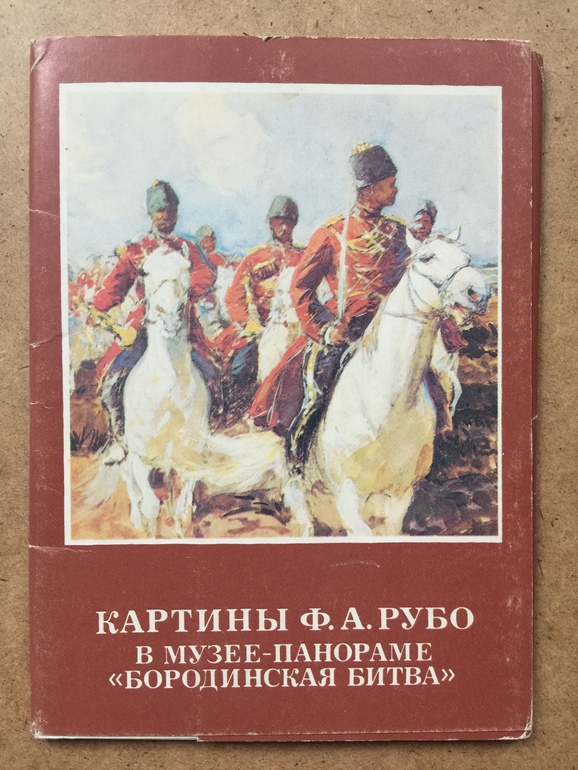 КАРТИНЫ Ф. А. РУБО
В МУЗЕЕ-ПАНОРАМЕ
«БОРОДИНСКАЯ БИТВА»